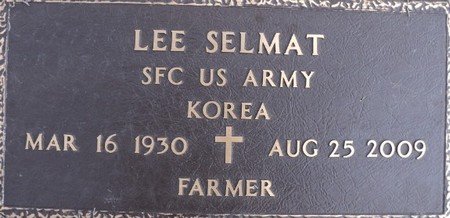 LEE SELMAT
SFC US ARMY
KOREA
MAR 16 1930 AUG 25 2009
FARMER